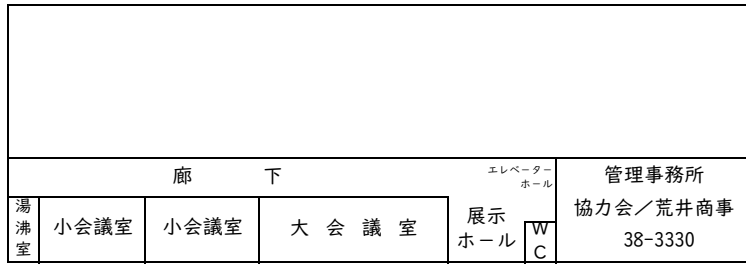 廊　下
エレベーター
ホール
管理事務所
協力会／荒井商事
38-3330
湯沸室
小会議室
小会議室
大会議室
展示
ホール
WC